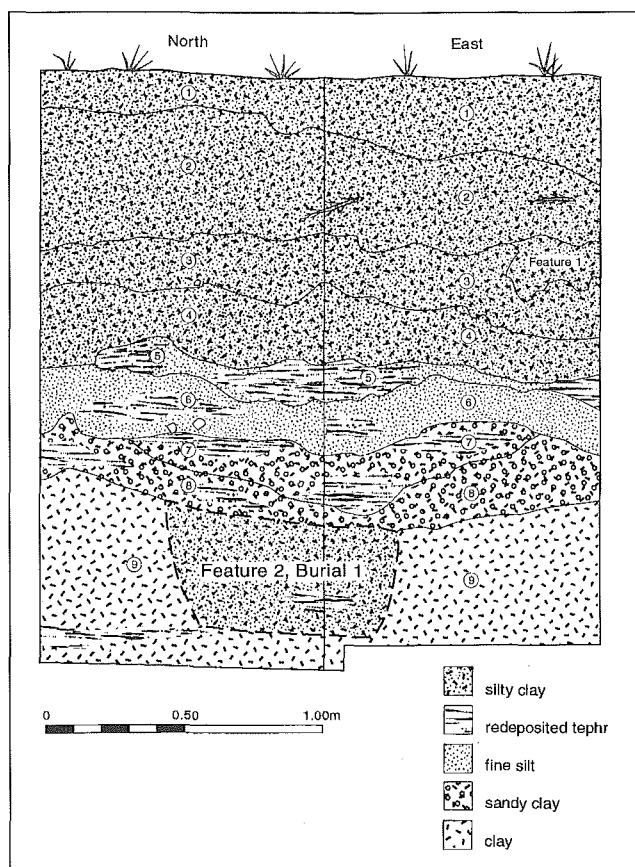 North East
1 1
2 2
Feature 1
3 3
4 4
5 5
6 6
7 7
8 8
Feature 2, Burial 1
9 9
silty clay
0 0.50 1.00m
redeposited tephr
fine silt
sandy clay
clay